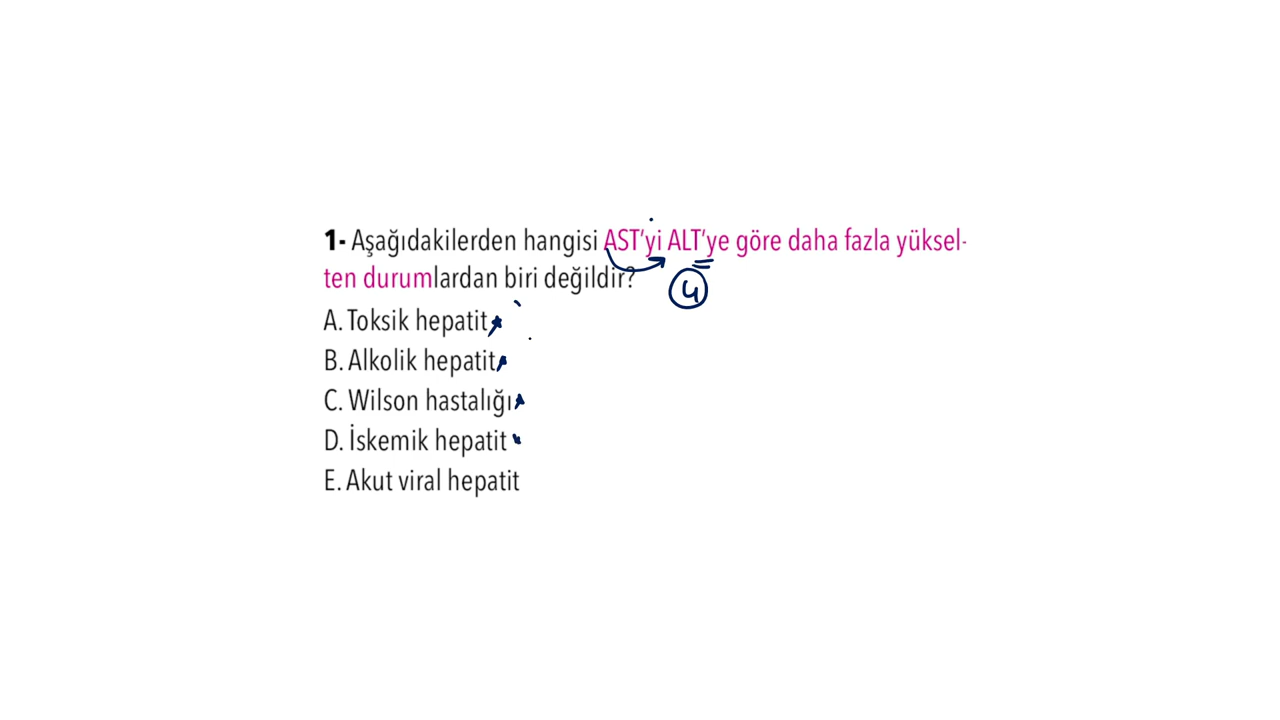 1- Aşağıdakilerden hangisi AST'yi ALT'ye göre daha fazla yüksel-
ten durumlardan biri değildir?
4
A. Toksik hepatit
B. Alkolik hepatit
C. Wilson hastalığı
D. İskemik hepatit
E. Akut viral hepatit